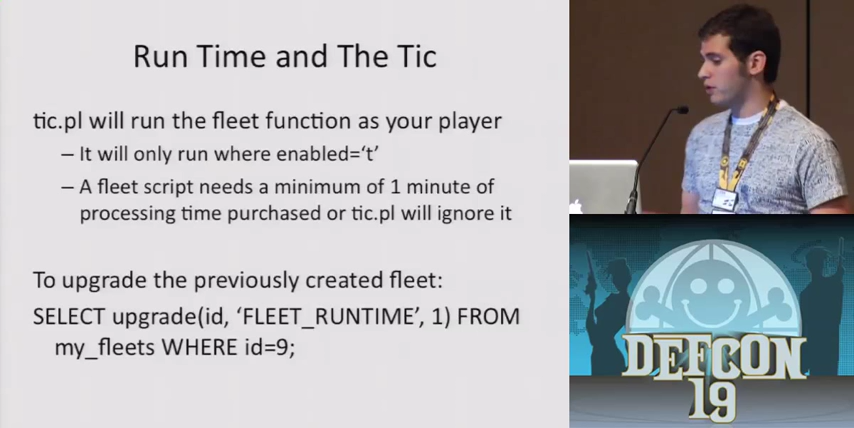 Run Time and The Tic
tic.pl will run the fleet function as your player
– It will only run where enabled=‘t’
– A fleet script needs a minimum of 1 minute of
processing time purchased or tic.pl will ignore it
To upgrade the previously created fleet:
SELECT upgrade(id, ‘FLEET_RUNTIME’, 1) FROM
my_fleets WHERE id=9;
DEFCON
19